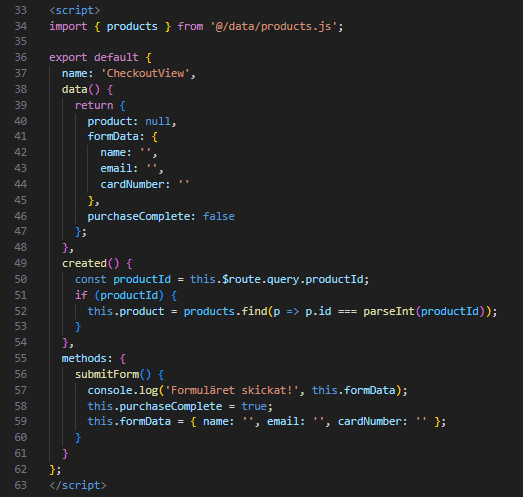 33 <script>
34 import { products } from '@/data/products.js';
35
36 export default {
37   name: 'CheckoutView',
38   data() {
39     return {
40       product: null,
41       formData: {
42         name: '',
43         email: '',
44         cardNumber: ''
45       },
46       purchaseComplete: false
47     };
48   },
49   created() {
50     const productId = this.$route.query.productId;
51     if (productId) {
52       this.product = products.find(p => p.id === parseInt(productId));
53     }
54   },
55   methods: {
56     submitForm() {
57       console.log('Formuläret skickat!', this.formData);
58       this.purchaseComplete = true;
59       this.formData = { name: '', email: '', cardNumber: '' };
60     }
61   }
62 };
63 </script>